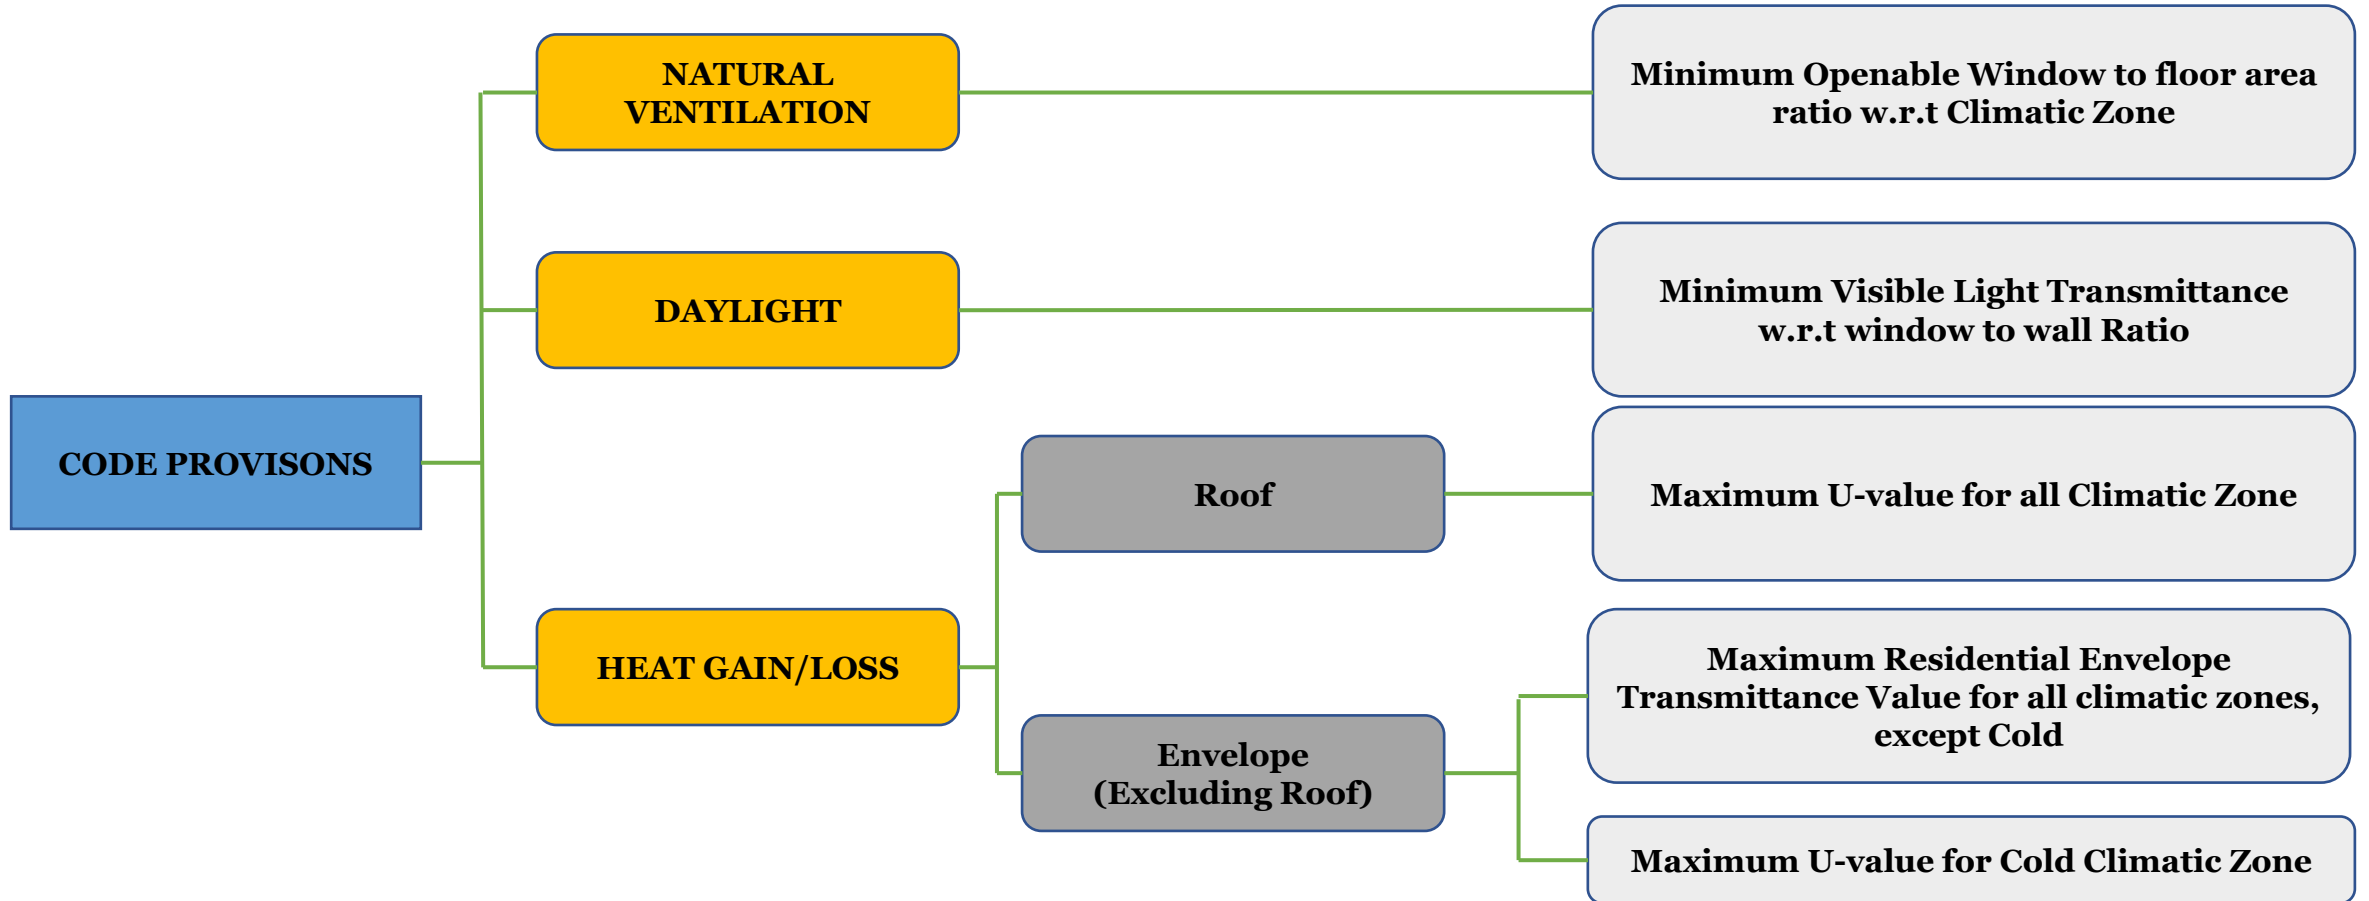 NATURAL
VENTILATION
Minimum Openable Window to floor area
ratio w.r.t Climatic Zone
DAYLIGHT
Minimum Visible Light Transmittance
w.r.t window to wall Ratio
CODE PROVISONS
Roof
Maximum U-value for all Climatic Zone
HEAT GAIN/LOSS
Maximum Residential Envelope
Transmittance Value for all climatic zones,
except Cold
Envelope
(Excluding Roof)
Maximum U-value for Cold Climatic Zone